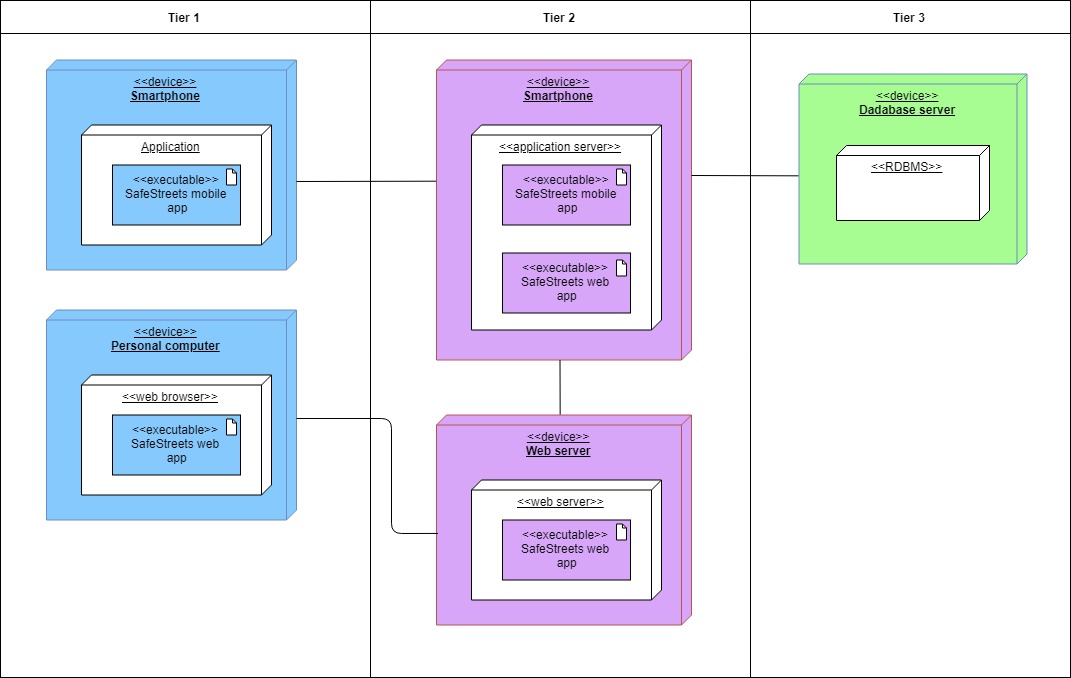 Tier 1
Tier 2
Tier 3
<<device>>
Smartphone
Application
<<executable>>
SafeStreets mobile
app
<<device>>
Personal computer
<<web browser>>
<<executable>>
SafeStreets web
app
<<device>>
Smartphone
<<application server>>
<<executable>>
SafeStreets mobile
app
<<executable>>
SafeStreets web
app
<<device>>
Web server
<<web server>>
<<executable>>
SafeStreets web
app
<<device>>
Dadabase server
<<RDBMS>>